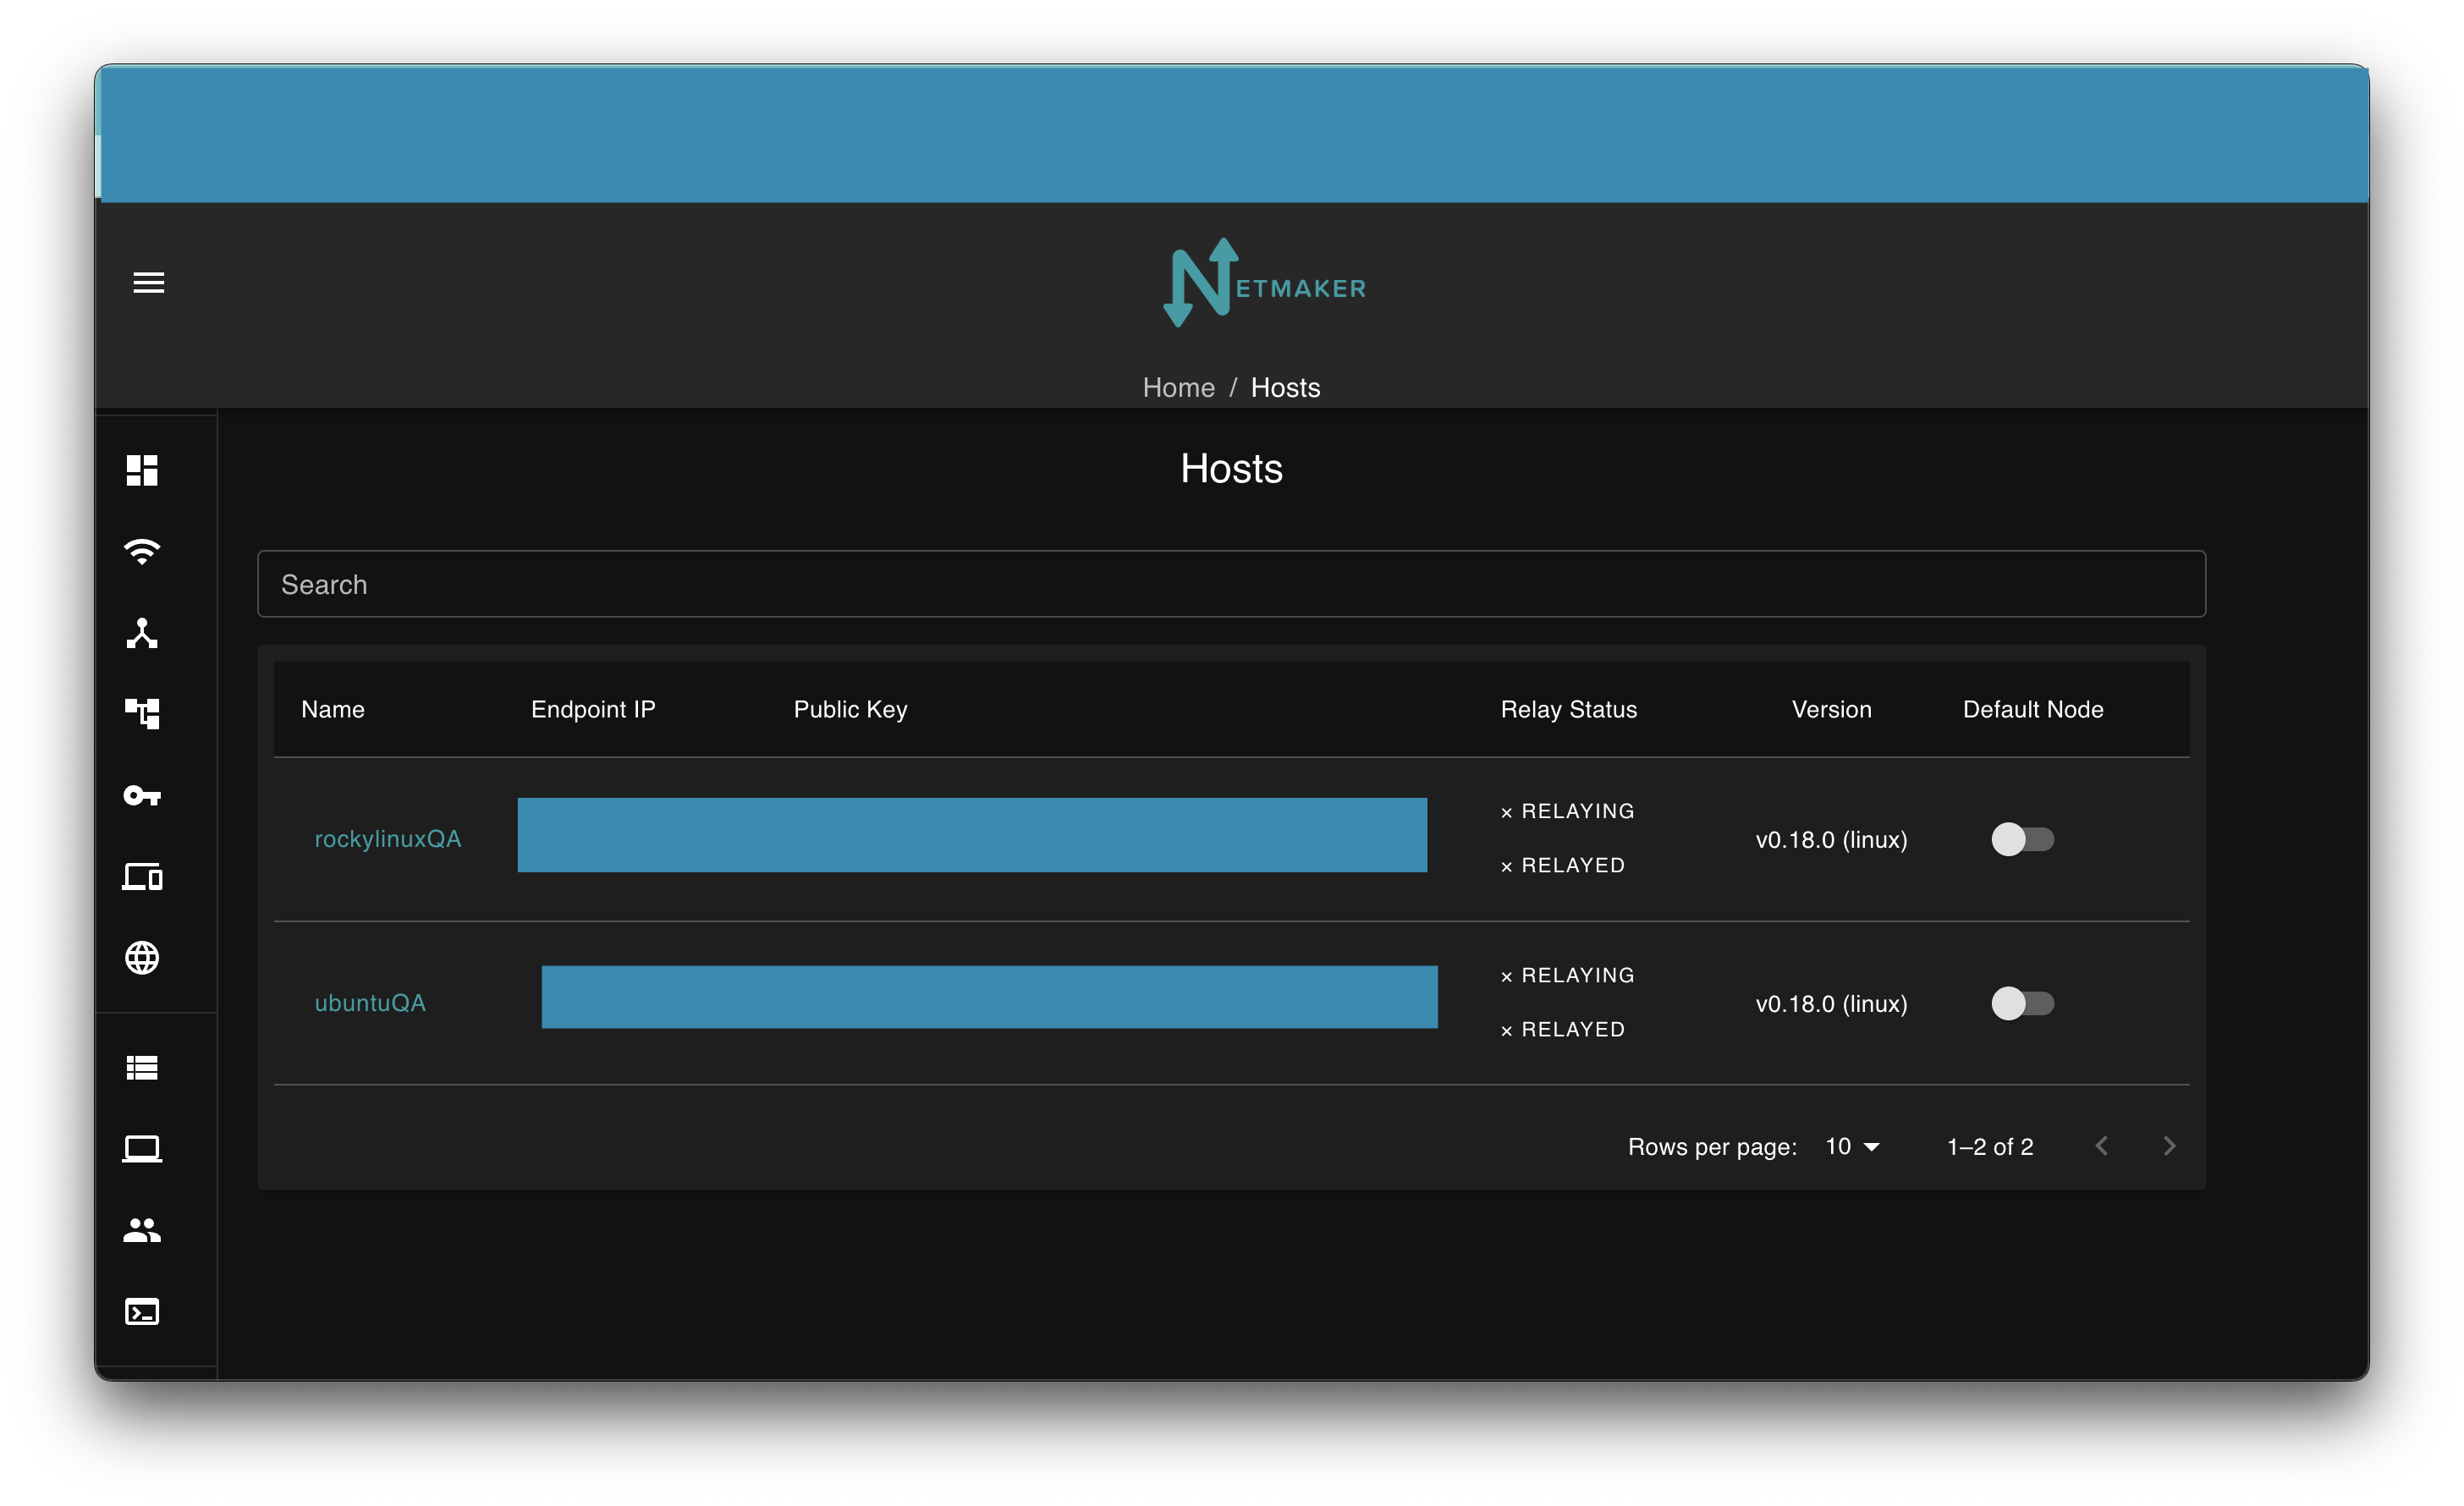 NETMAKER
Home / Hosts
Hosts
Search
Name Endpoint IP Public Key Relay Status Version Default Node
rockylinuxQA × RELAYING v0.18.0 (linux)
× RELAYED
ubuntuQA × RELAYING v0.18.0 (linux)
× RELAYED
Rows per page: 10 1–2 of 2